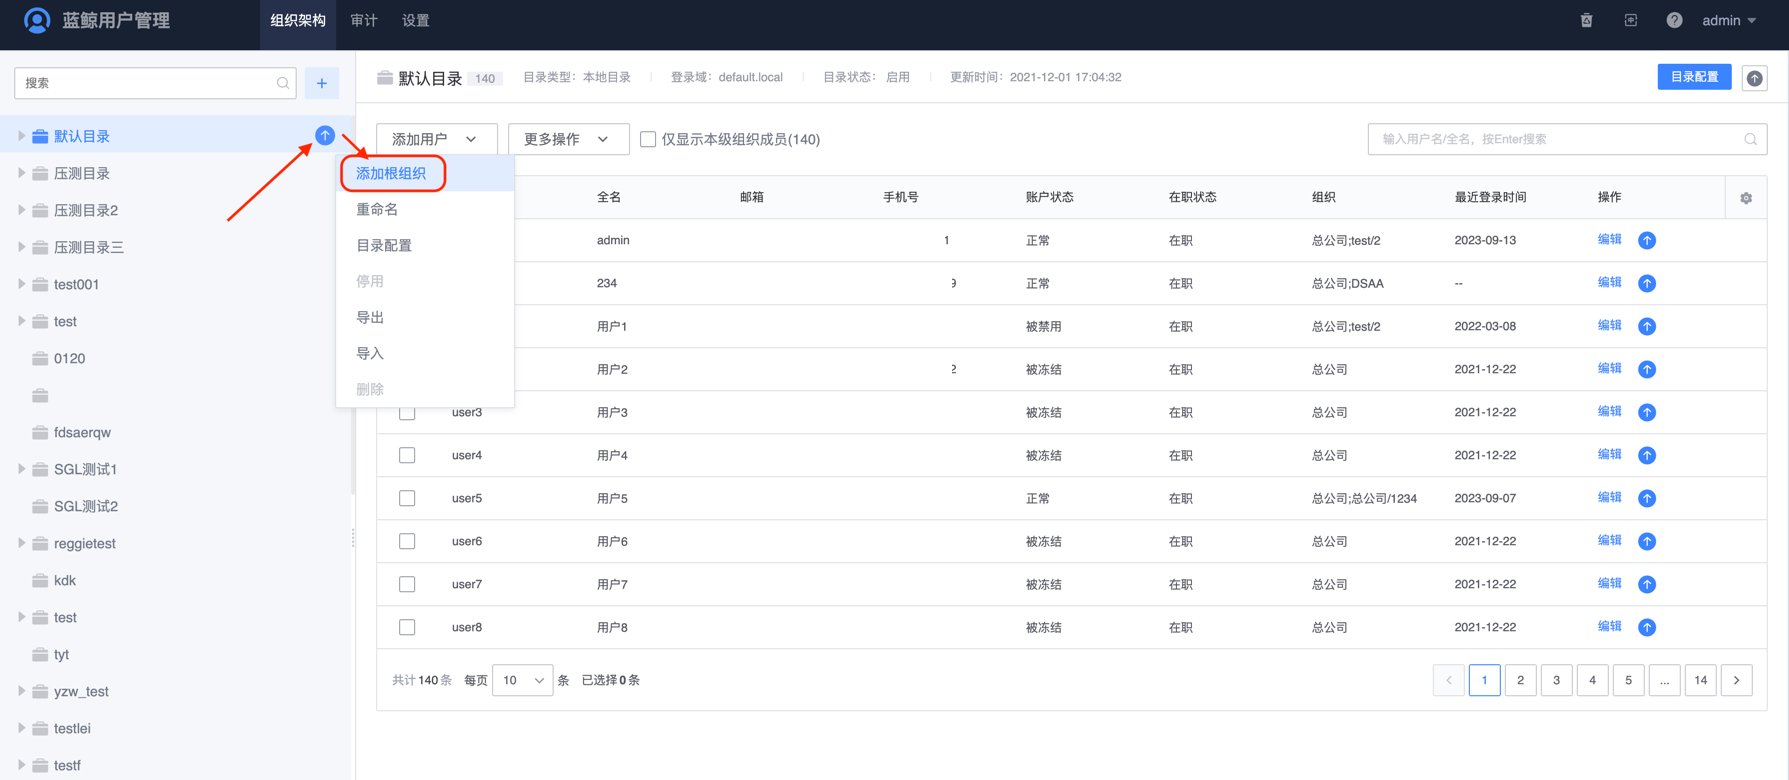 蓝鲸用户管理
组织架构 审计 设置
admin
搜索
+
默认目录
压测目录
压测目录2
压测目录三
test001
test
0120
fdsaerqw
SGL测试1
SGL测试2
reggietest
kdk
test
tyt
yzw_test
testlei
testf
默认目录 140 目录类型：本地目录 登录域：default.local 目录状态：启用 更新时间：2021-12-01 17:04:32 目录配置
添加用户 更多操作 仅显示本级组织成员(140) 输入用户名/全名，按Enter搜索
添加根组织
重命名
目录配置
停用
导出
导入
删除
全名 邮箱 手机号 账户状态 在职状态 组织 最近登录时间 操作
admin 1 正常 在职 总公司;test/2 2023-09-13 编辑
234 9 正常 在职 总公司;DSAA -- 编辑
用户1 被禁用 在职 总公司;test/2 2022-03-08 编辑
用户2 2 被冻结 在职 总公司 2021-12-22 编辑
user3 用户3 被冻结 在职 总公司 2021-12-22 编辑
user4 用户4 被冻结 在职 总公司 2021-12-22 编辑
user5 用户5 正常 在职 总公司;总公司/1234 2023-09-07 编辑
user6 用户6 被冻结 在职 总公司 2021-12-22 编辑
user7 用户7 被冻结 在职 总公司 2021-12-22 编辑
user8 用户8 被冻结 在职 总公司 2021-12-22 编辑
共计140条 每页 10 条 已选择0条 < 1 2 3 4 5 ... 14 >